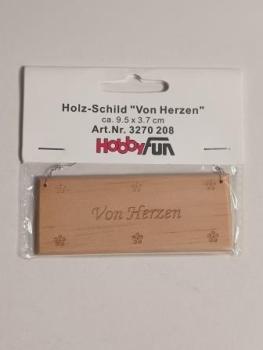 Holz-Schild "Von Herzen"
ca. 9.5 x 3.7 cm
Art.Nr. 3270 208
HobbyFun
Von Herzen